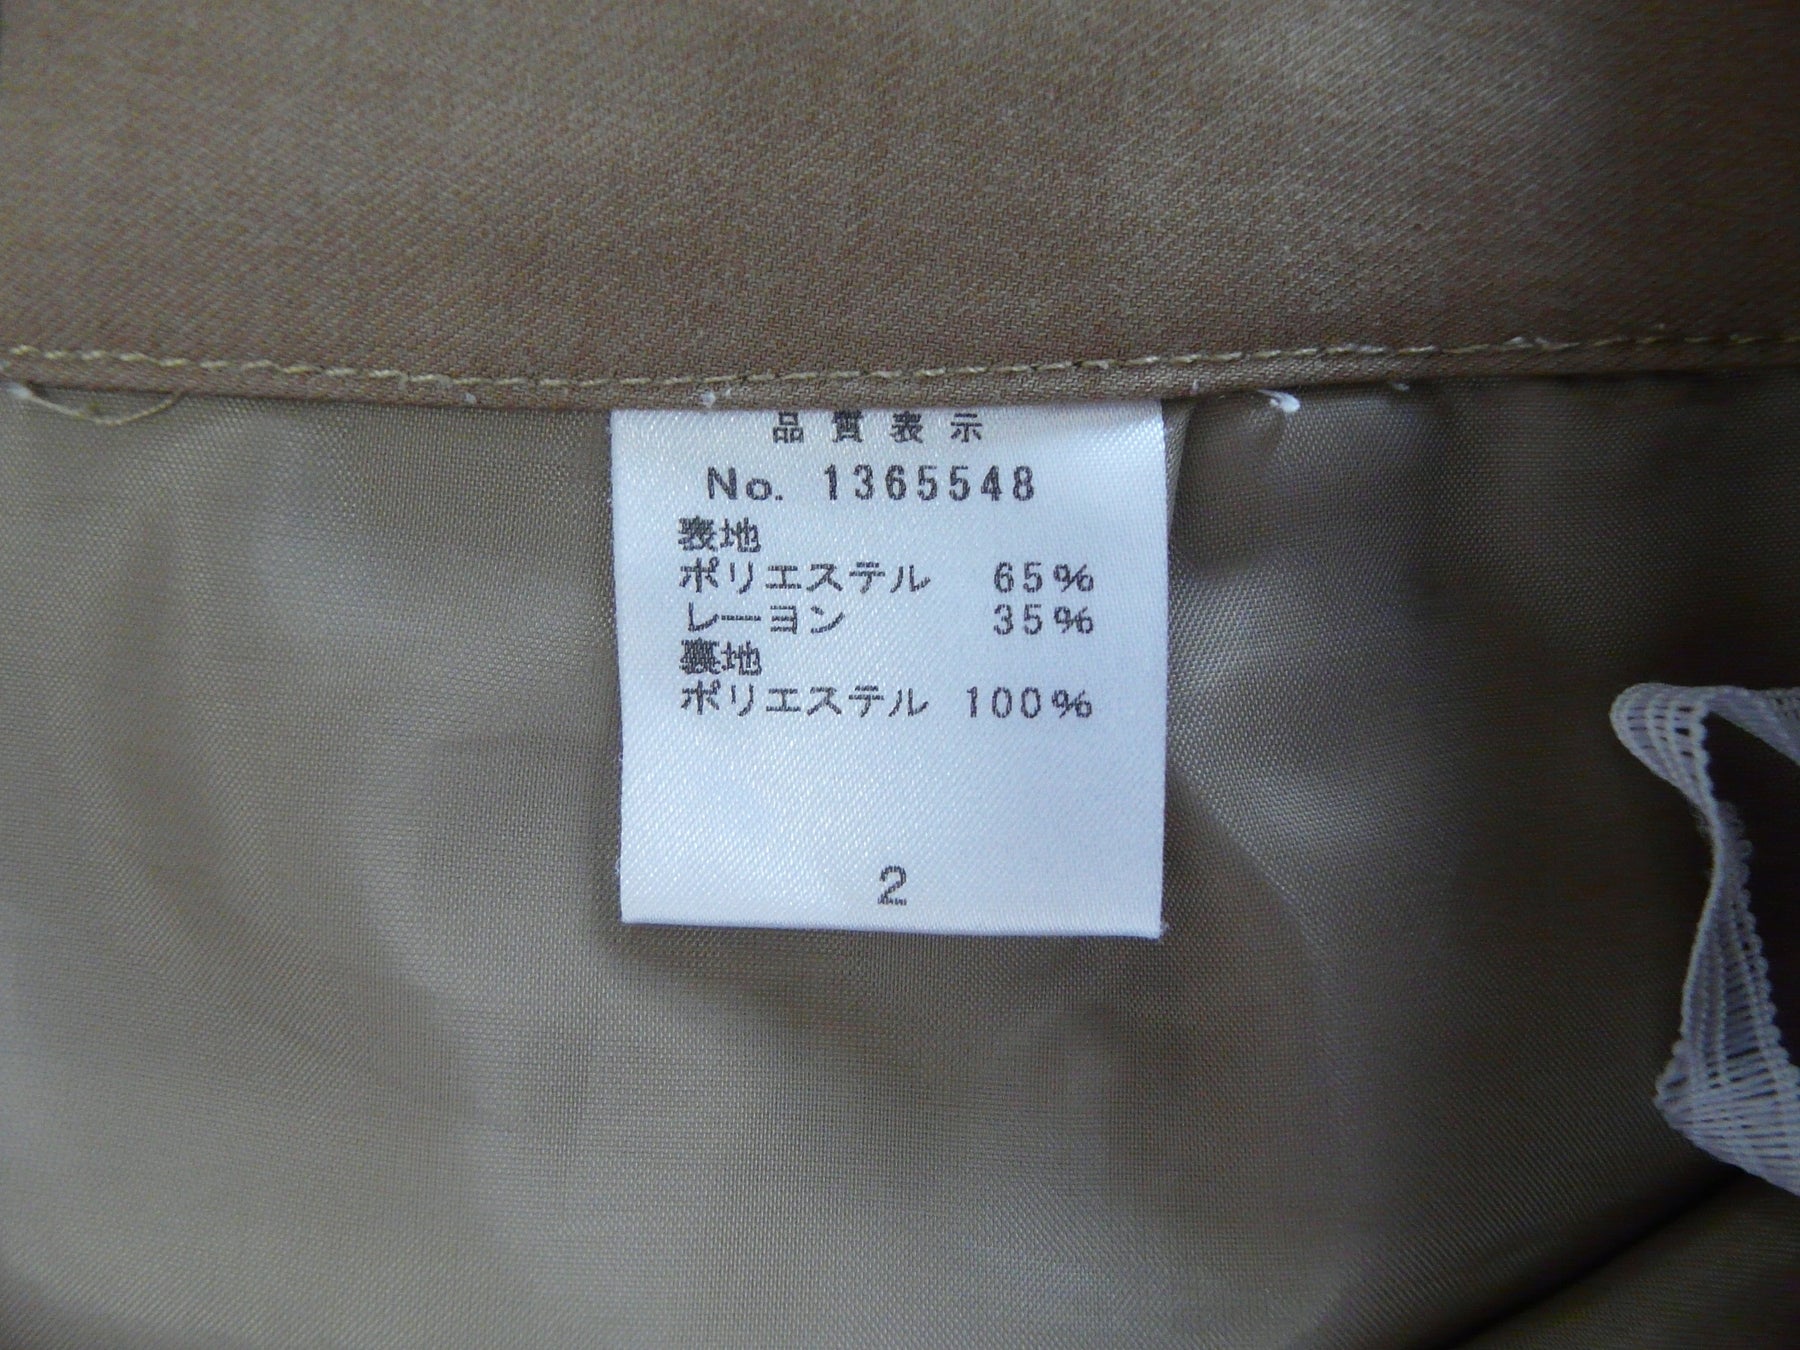 品質表示
No. 1365548
表地
ポリエステル 65%
レーヨン 35%
裏地
ポリエステル 100%
2